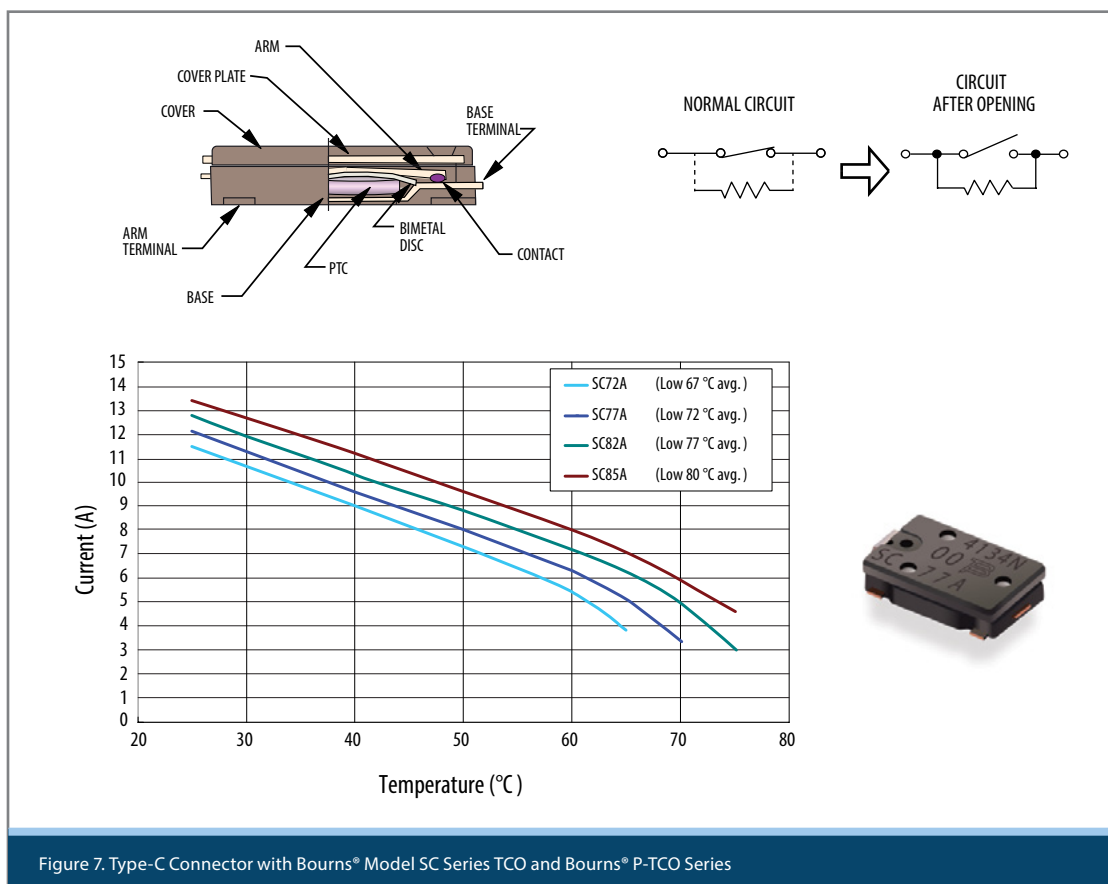 ARM
COVER PLATE
COVER
BASE
TERMINAL
ARM
TERMINAL
BIMETAL
DISC
CONTACT
PTC
BASE
NORMAL CIRCUIT
CIRCUIT
AFTER OPENING
15
14
13
12
11
10
9
8
7
6
5
4
3
2
1
0
20
30
40
50
60
70
80
Current (A)
Temperature (°C )
SC72A (Low 67 °C avg. )
SC77A (Low 72 °C avg. )
SC82A (Low 77 °C avg. )
SC85A (Low 80 °C avg. )
4134N
00 B
SC 77A
Figure 7. Type-C Connector with Bourns® Model SC Series TCO and Bourns® P-TCO Series